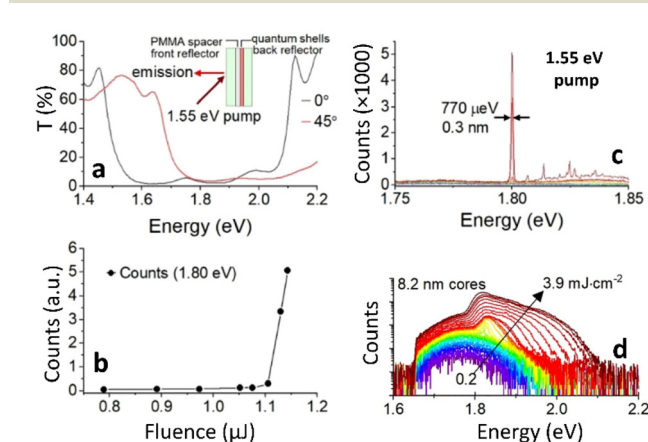 PMMA spacer
front reflector
quantum shells
back reflector
emission
1.55 eV pump
0°
45°
T (%)
100
80
60
40
20
0
a
1.4 1.6 1.8 2.0 2.2
Energy (eV)
Counts (×1000)
5
4
3
2
1
0
1.55 eV
pump
770 µeV
0.3 nm
c
1.75 1.80 1.85
Energy (eV)
Counts (a.u.)
6
5
4
3
2
1
0
Counts (1.80 eV)
b
0.8 0.9 1.0 1.1 1.2
Fluence (µJ)
Counts
8.2 nm cores
3.9 mJ·cm-2
0.2
d
1.6 1.8 2.0 2.2
Energy (eV)